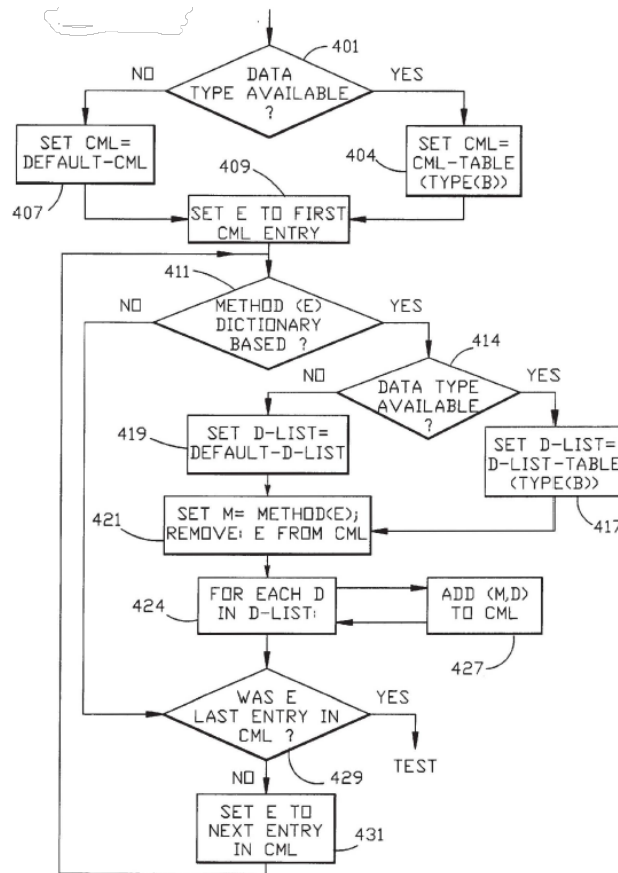 401
DATA
TYPE AVAILABLE
?
NO
YES
SET CML=
DEFAULT-CML
407
SET CML=
CML-TABLE
(TYPE(B))
404
409
SET E TO FIRST
CML ENTRY
411
METHOD (E)
DICTIONARY
BASED ?
NO
YES
414
DATA TYPE
AVAILABLE
?
NO
YES
SET D-LIST=
DEFAULT-D-LIST
419
SET D-LIST=
D-LIST-TABLE
(TYPE(B))
417
SET M= METHOD(E);
REMOVE: E FROM CML
421
FOR EACH D
IN D-LIST:
424
ADD (M,D)
TO CML
427
WAS E
LAST ENTRY IN
CML ?
YES
TEST
429
NO
SET E TO
NEXT ENTRY
IN CML
431